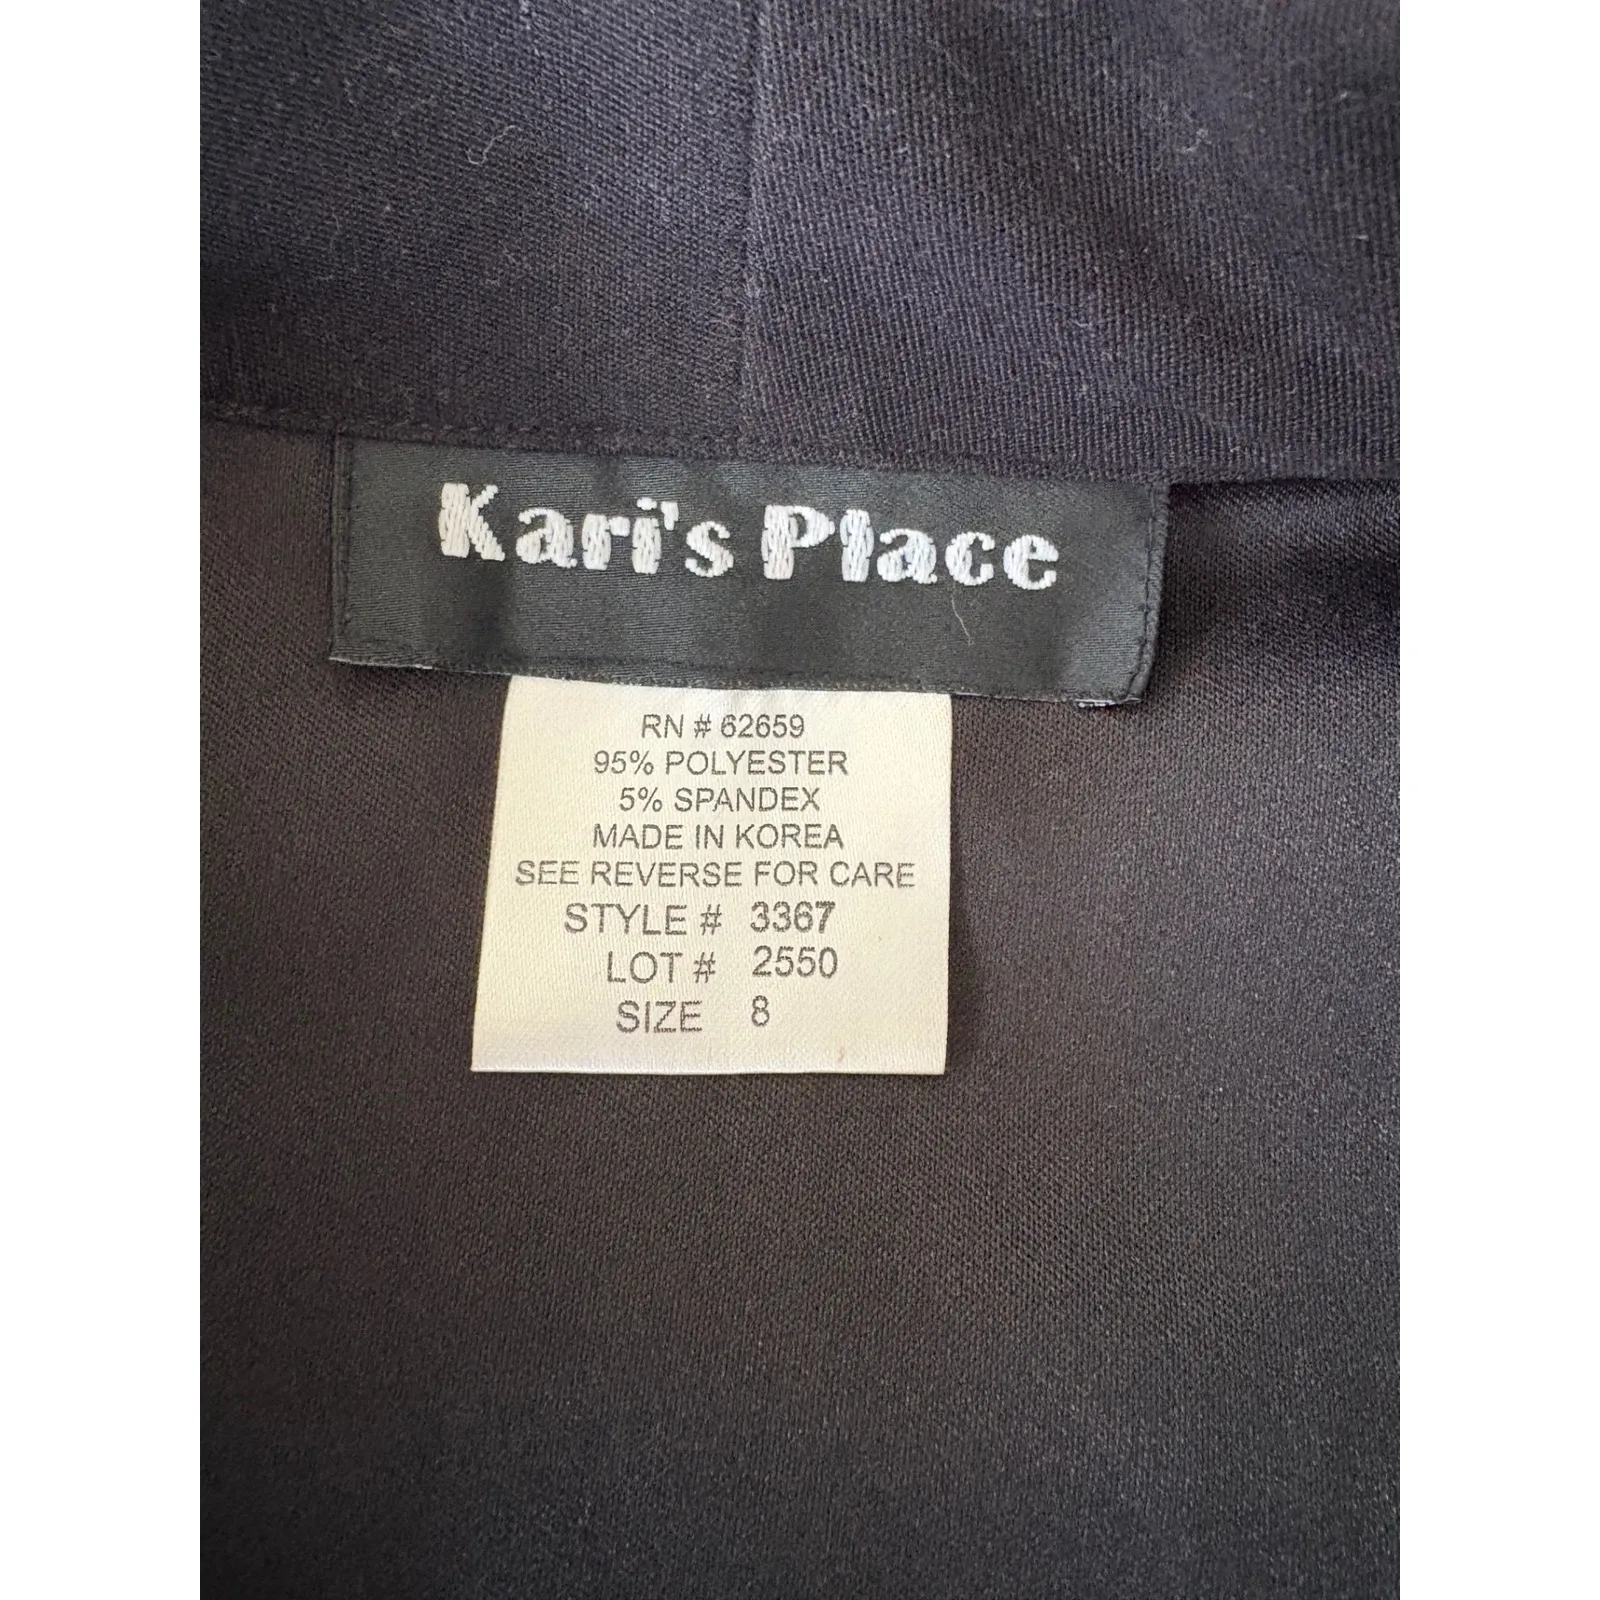 Kari's Place
RN # 62659
95% POLYESTER
5% SPANDEX
MADE IN KOREA
SEE REVERSE FOR CARE
STYLE # 3367
LOT # 2550
SIZE 8